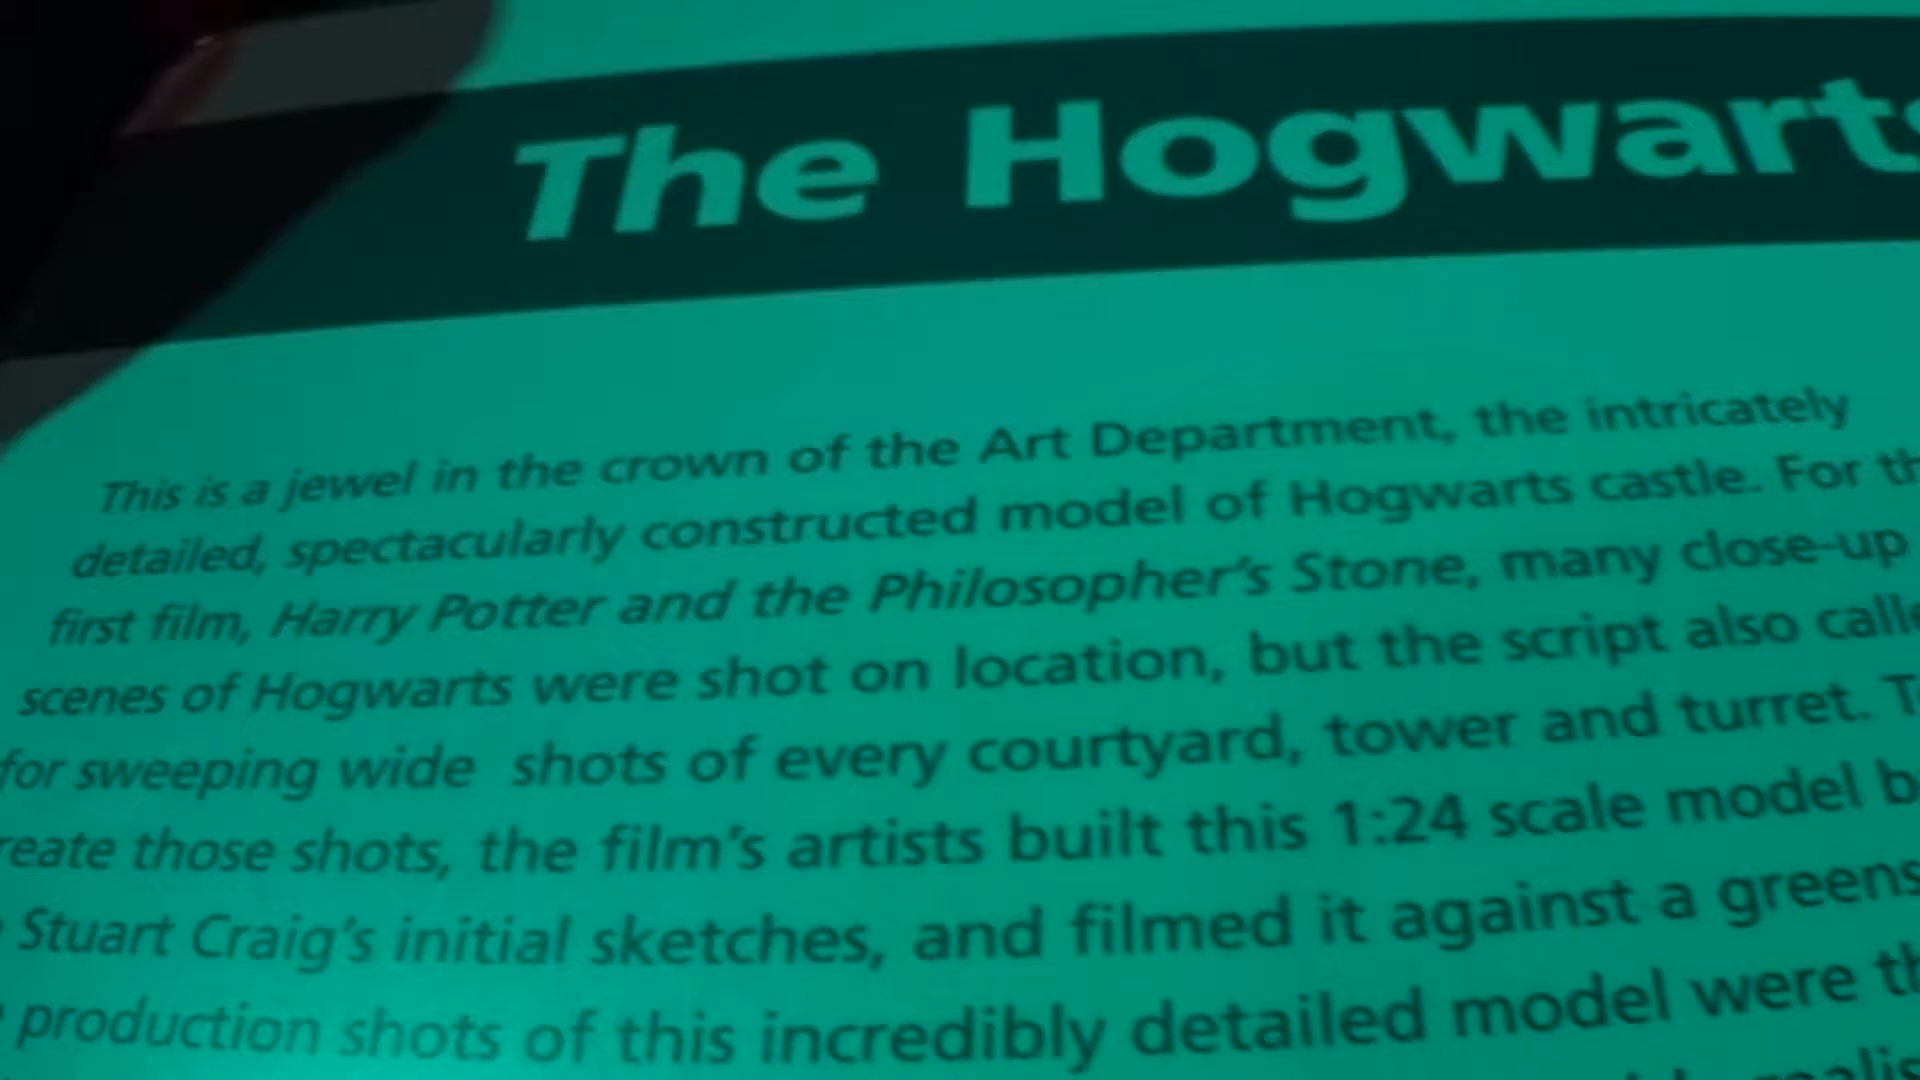 The Hogwarts
This is a jewel in the crown of the Art Department, the intricately
detailed, spectacularly constructed model of Hogwarts castle. For
first film, Harry Potter and the Philosopher's Stone, many close-up
scenes of Hogwarts were shot on location, but the script also
for sweeping wide shots of every courtyard, tower and turret.
those shots, the film's artists built this 1:24 scale model
Stuart Craig's initial sketches, and filmed it against a
production shots of this incredibly detailed model were